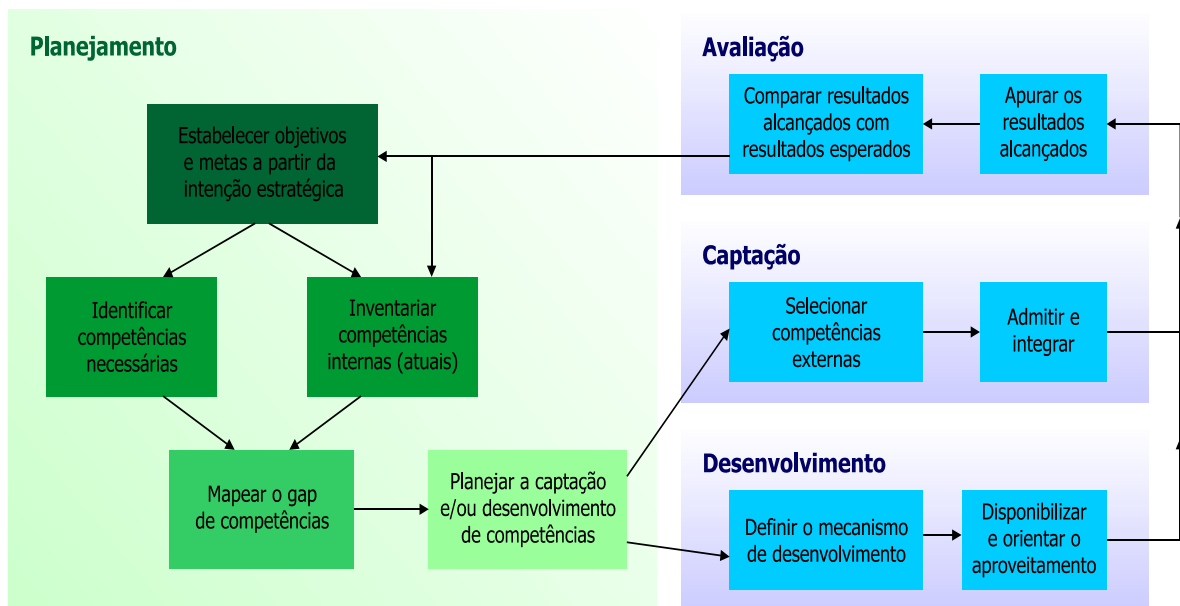 Planejamento
Estabelecer objetivos
e metas a partir da
intenção estratégica
Identificar
competências
necessárias
Inventariar
competências
internas (atuais)
Mapear o gap
de competências
Planejar a captação
e/ou desenvolvimento
de competências
Avaliação
Comparar resultados
alcançados com
resultados esperados
Apurar os
resultados
alcançados
Captação
Selecionar
competências
externas
Admitir e
integrar
Desenvolvimento
Definir o mecanismo
de desenvolvimento
Disponibilizar
e orientar o
aproveitamento